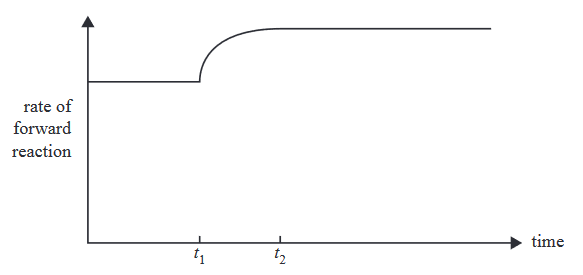 rate of
forward
reaction
t1
t2
time